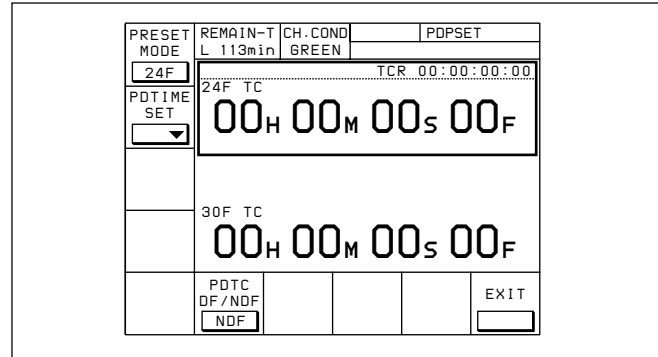 PRESET MODE
24F
PDTIME SET
REMAIN-T
L 113min
CH.COND
GREEN
PDPSET
TCR 00:00:00:00
24F TC
00H 00M 00S 00F
30F TC
00H 00M 00S 00F
PDTC
DF/NDF
NDF
EXIT